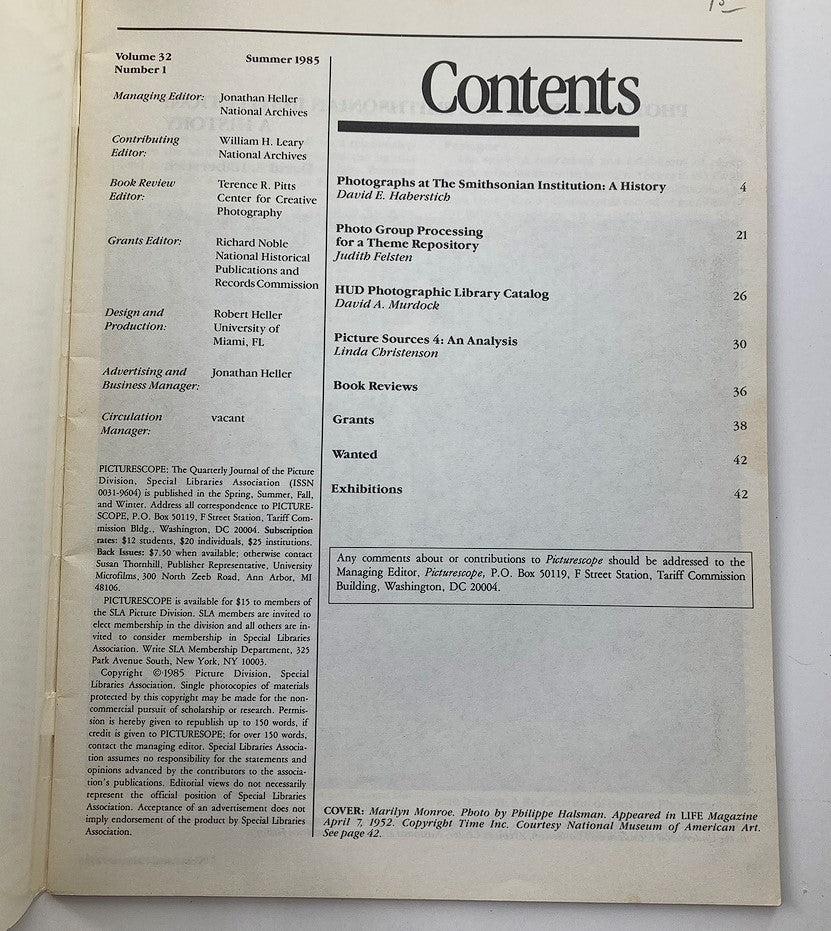 Volume 32 Summer 1985
Number 1
Managing Editor: Jonathan Heller
National Archives
Contributing William H. Leary
Editor: National Archives
Book Review Terence R. Pitts
Editor: Center for Creative
Photography
Grants Editor: Richard Noble
National Historical
Publications and
Records Commission
Design and Robert Heller
Production: University of
Miami, FL
Advertising and Jonathan Heller
Business Manager:
Circulation vacant
Manager:
PICTURESCOPE: The Quarterly Journal of the Picture
Division, Special Libraries Association (ISSN
0031-9604) is published in the Spring, Summer, Fall,
and Winter. Address all correspondence to PICTURE-
SCOPE, P.O. Box 50119, F Street Station, Tariff Com-
mission Bldg., Washington, DC 20004. Subscription
rates: $12 students, $20 individuals, $25 institutions.
Back Issues: $7.50 when available; otherwise contact
Susan Thornhill, Publisher Representative, University
Microfilms, 300 North Zeeb Road, Ann Arbor, MI
48106.
PICTURESCOPE is available for $15 to members of
the SLA Picture Division. SLA members are invited to
elect membership in the division and all others are in-
vited to consider membership in Special Libraries
Association. Write SLA Membership Department, 325
Park Avenue South, New York, NY 10003.
Copyright ©1985 Picture Division, Special
Libraries Association. Single photocopies of materials
protected by this copyright may be made for the non-
commercial pursuit of scholarship or research. Permis-
sion is hereby given to republish up to 150 words, if
credit is given to PICTURESOPE; for over 150 words,
contact the managing editor. Special Libraries Associa-
tion assumes no responsibility for the statements and
opinions advanced by the contributors to the associa-
tion's publications. Editorial views do not necessarily
represent the official position of Special Libraries
Association. Acceptance of an advertisement does not
imply endorsement of the product by Special Libraries
Association.
Contents
Photographs at The Smithsonian Institution: A History 4
David E. Haberstich
Photo Group Processing 21
for a Theme Repository
Judith Felsten
HUD Photographic Library Catalog 26
David A. Murdock
Picture Sources 4: An Analysis 30
Linda Christenson
Book Reviews 36
Grants 38
Wanted 42
Exhibitions 42
Any comments about or contributions to Picturescope should be addressed to the
Managing Editor, Picturescope, P.O. Box 50119, F Street Station, Tariff Commission
Building, Washington, DC 20004.
COVER: Marilyn Monroe. Photo by Philippe Halsman. Appeared in LIFE Magazine
April 7, 1952. Copyright Time Inc. Courtesy National Museum of American Art.
See page 42.